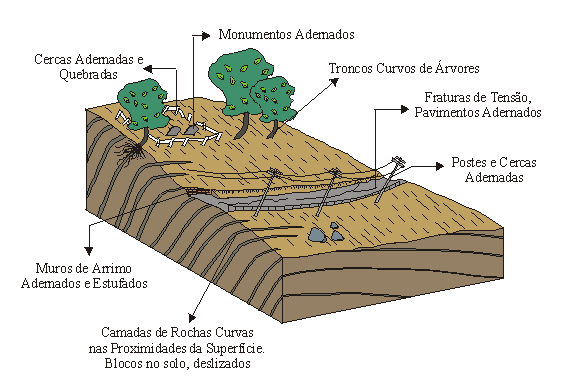 Monumentos Adernados
Cercas Adernadas e
Quebradas
Troncos Curvos de Árvores
Fraturas de Tensão,
Pavimentos Adernados
Postes e Cercas
Adernadas
Muros de Arrimo
Adernados e Estufados
Camadas de Rochas Curvas
nas Proximidades da Superfície.
Blocos no solo, deslizados